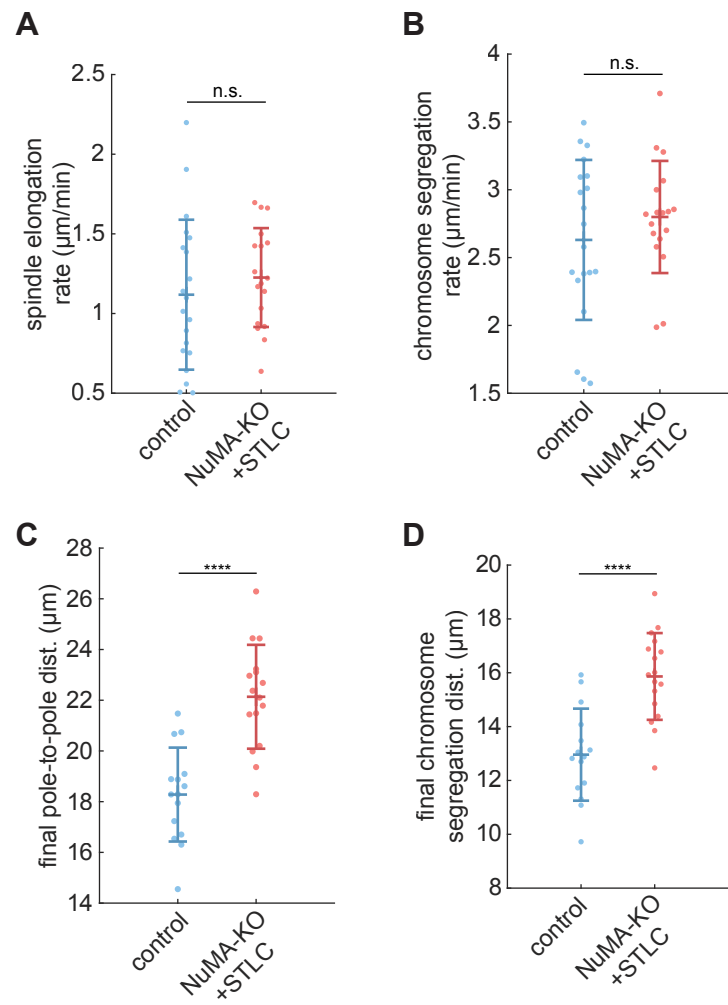 A
spindle elongation
rate (µm/min)
2.5
2
1.5
1
0.5
n.s.
control
NuMA-KO
+STLC
B
chromosome segregation
rate (µm/min)
4
3.5
3
2.5
2
1.5
n.s.
control
NuMA-KO
+STLC
C
final pole-to-pole dist. (µm)
28
26
24
22
20
18
16
14
****
control
NuMA-KO
+STLC
D
final chromosome
segregation dist. (µm)
20
18
16
14
12
10
8
****
control
NuMA-KO
+STLC